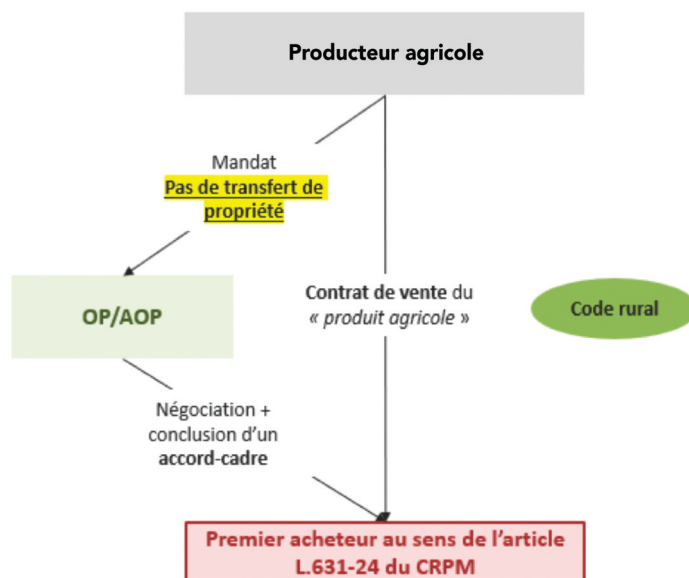 Producteur agricole
Mandat
Pas de transfert de
propriété
OP/AOP
Contrat de vente du
« produit agricole »
Code rural
Négociation +
conclusion d’un
accord-cadre
Premier acheteur au sens de l’article
L.631-24 du CRPM